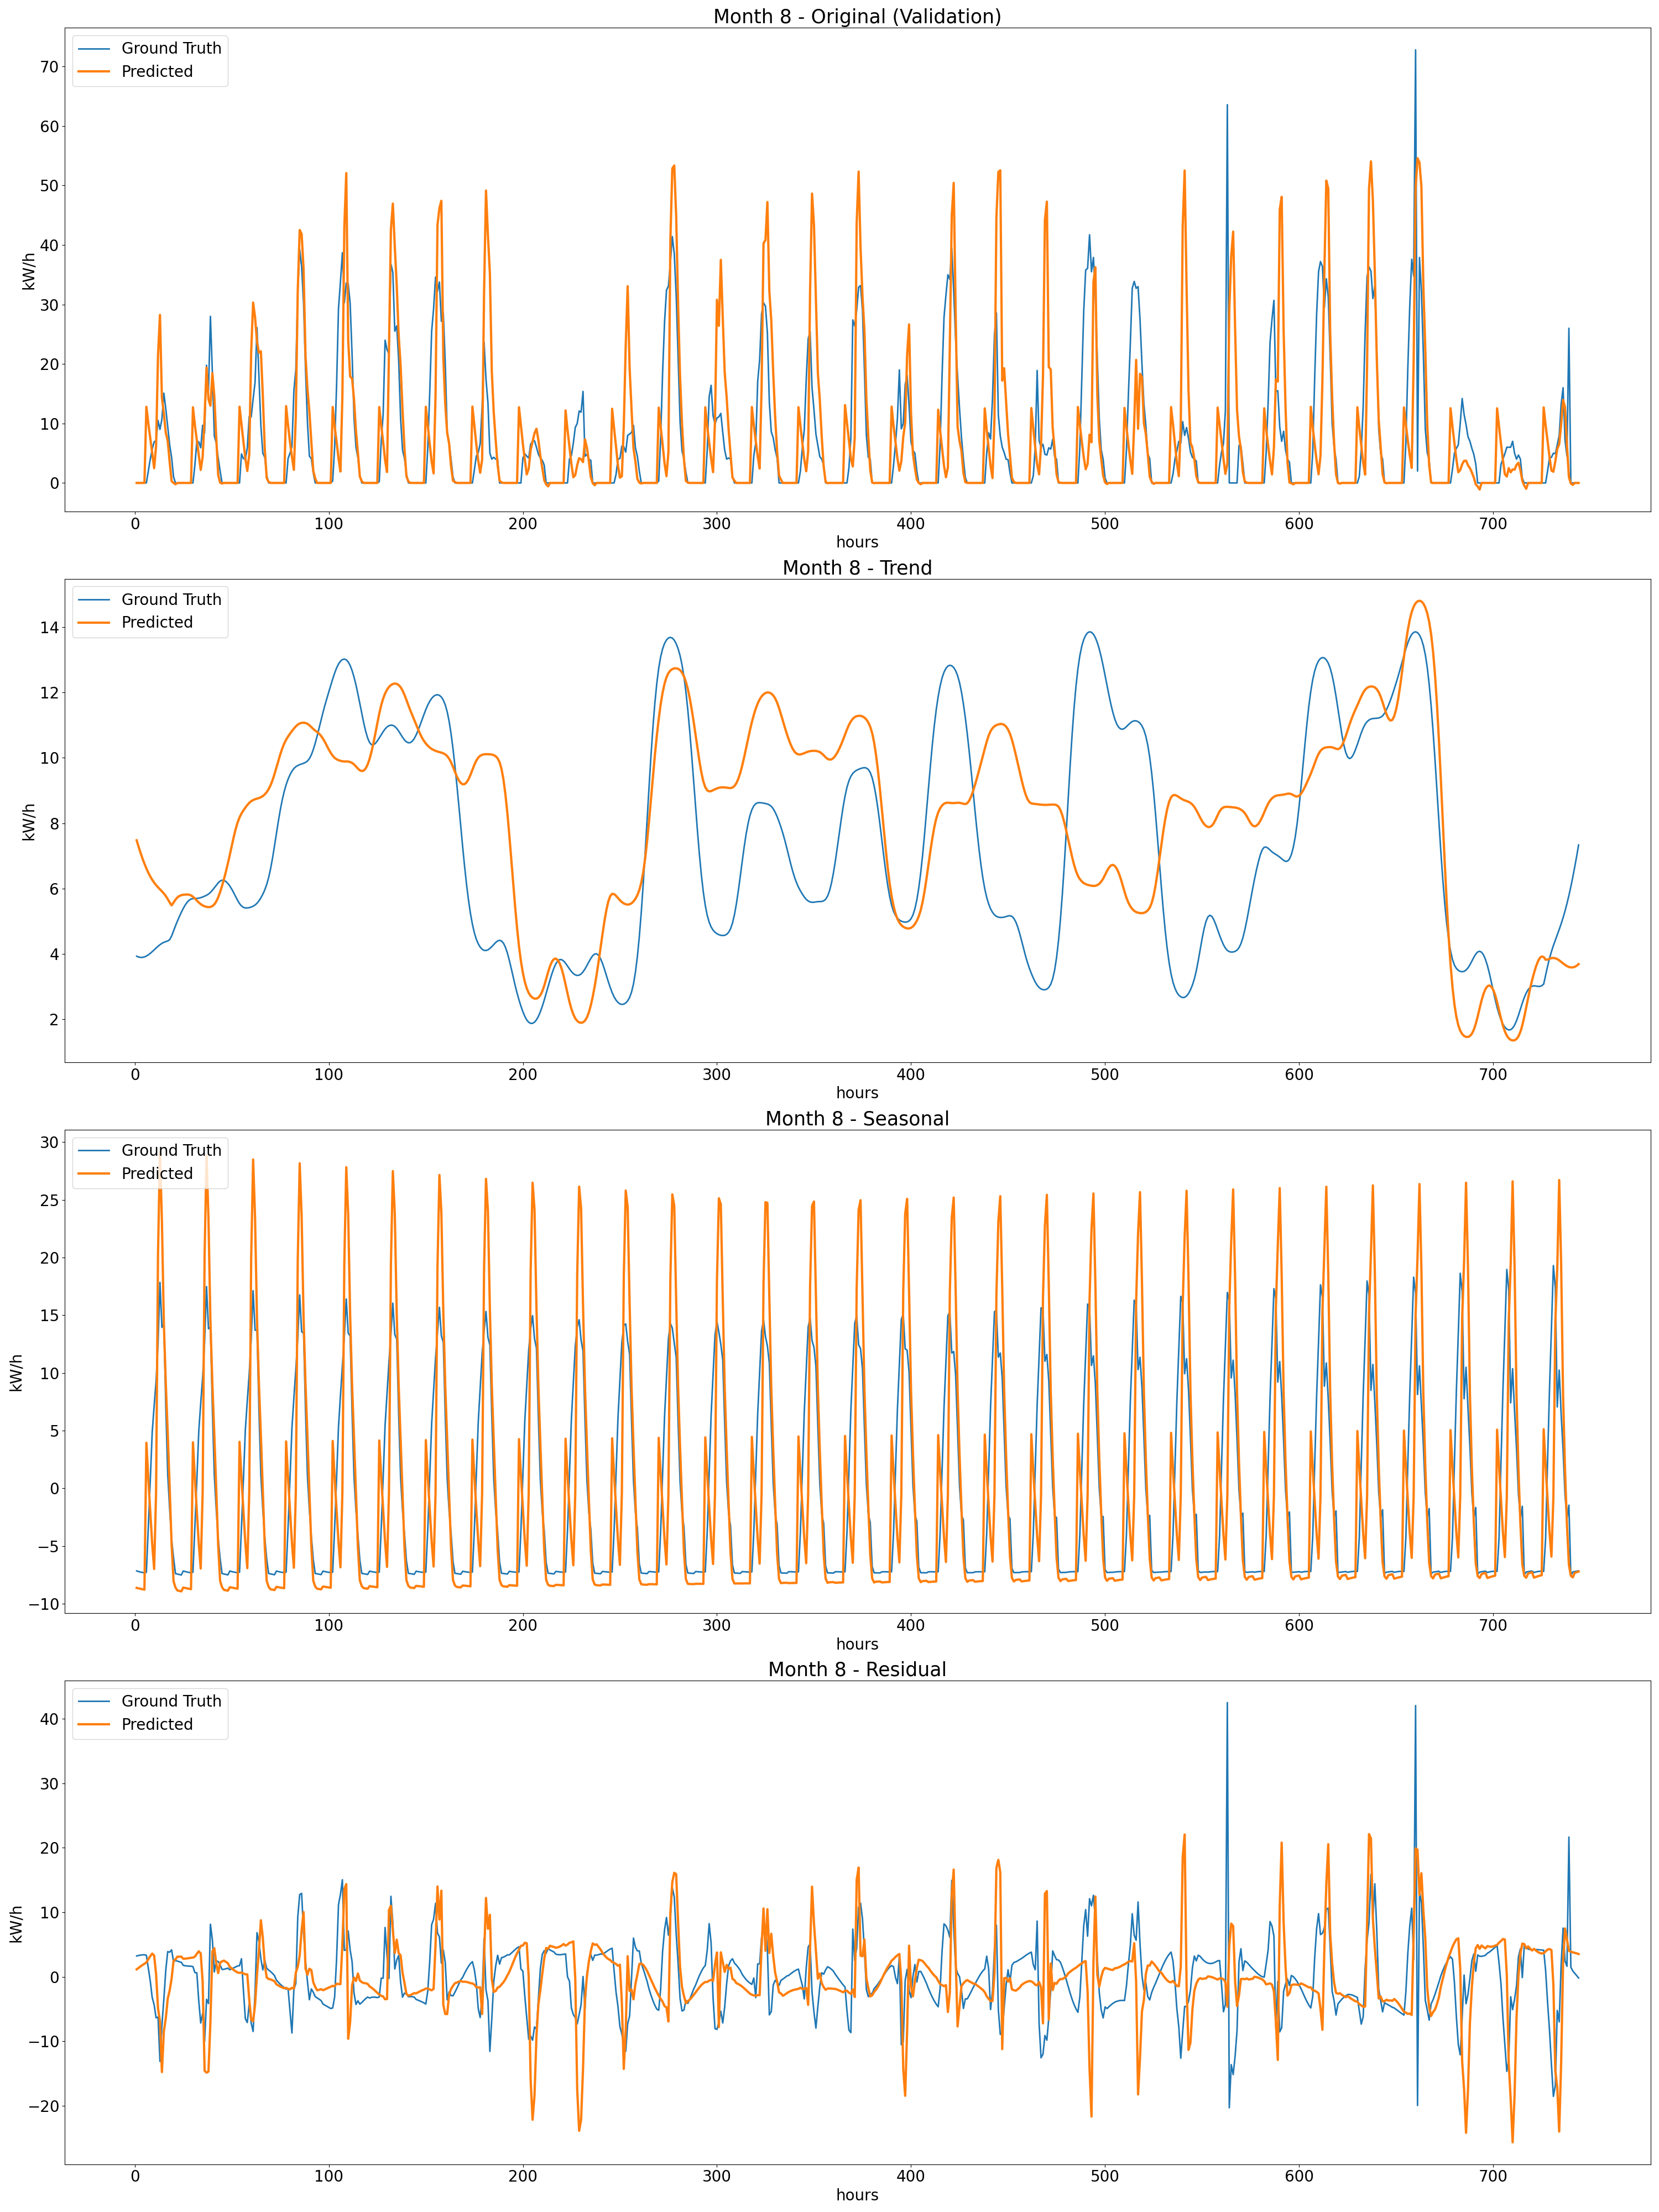 Month 8 - Original (Validation)
Ground Truth
Predicted
70
60
50
40
30
20
10
0
kW/h
0 100 200 300 400 500 600 700
hours
Month 8 - Trend
Ground Truth
Predicted
14
12
10
8
6
4
2
kW/h
0 100 200 300 400 500 600 700
hours
Month 8 - Seasonal
Ground Truth
Predicted
30
25
20
15
10
5
0
−5
−10
kW/h
0 100 200 300 400 500 600 700
hours
Month 8 - Residual
Ground Truth
Predicted
40
30
20
10
0
−10
−20
kW/h
0 100 200 300 400 500 600 700
hours